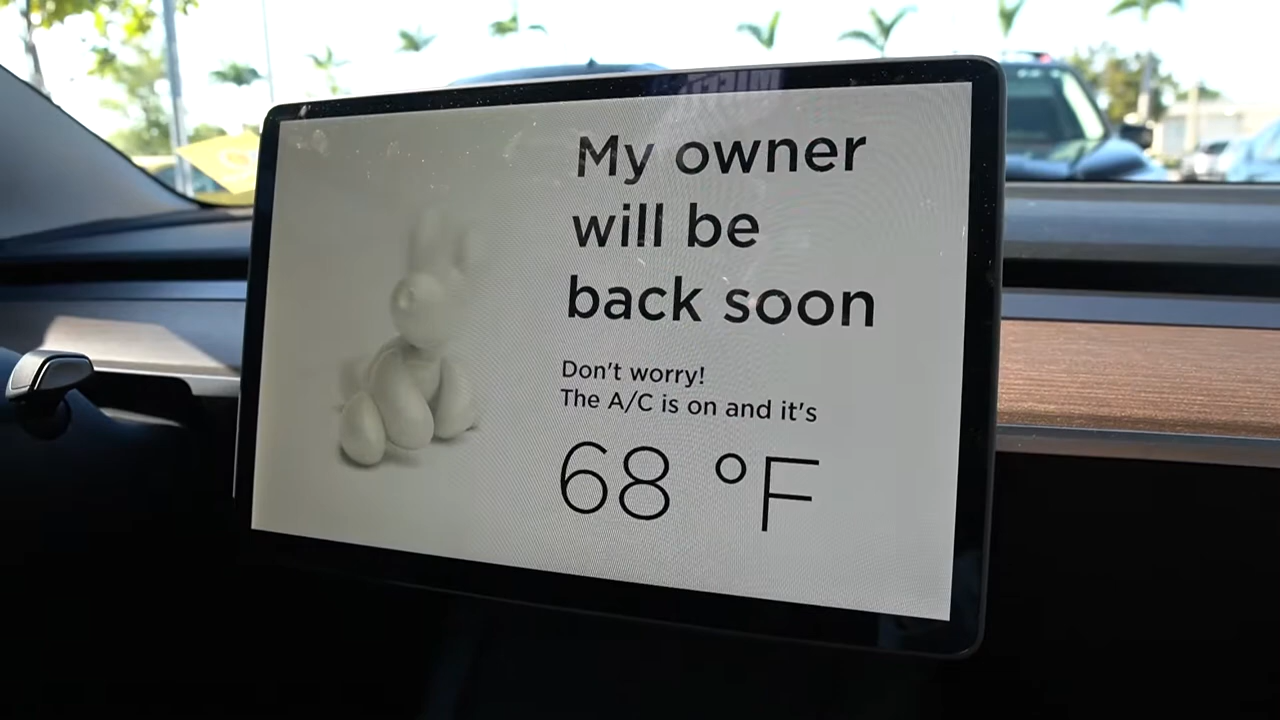 My owner
will be
back soon
Don't worry!
The A/C is on and it's
68 °F